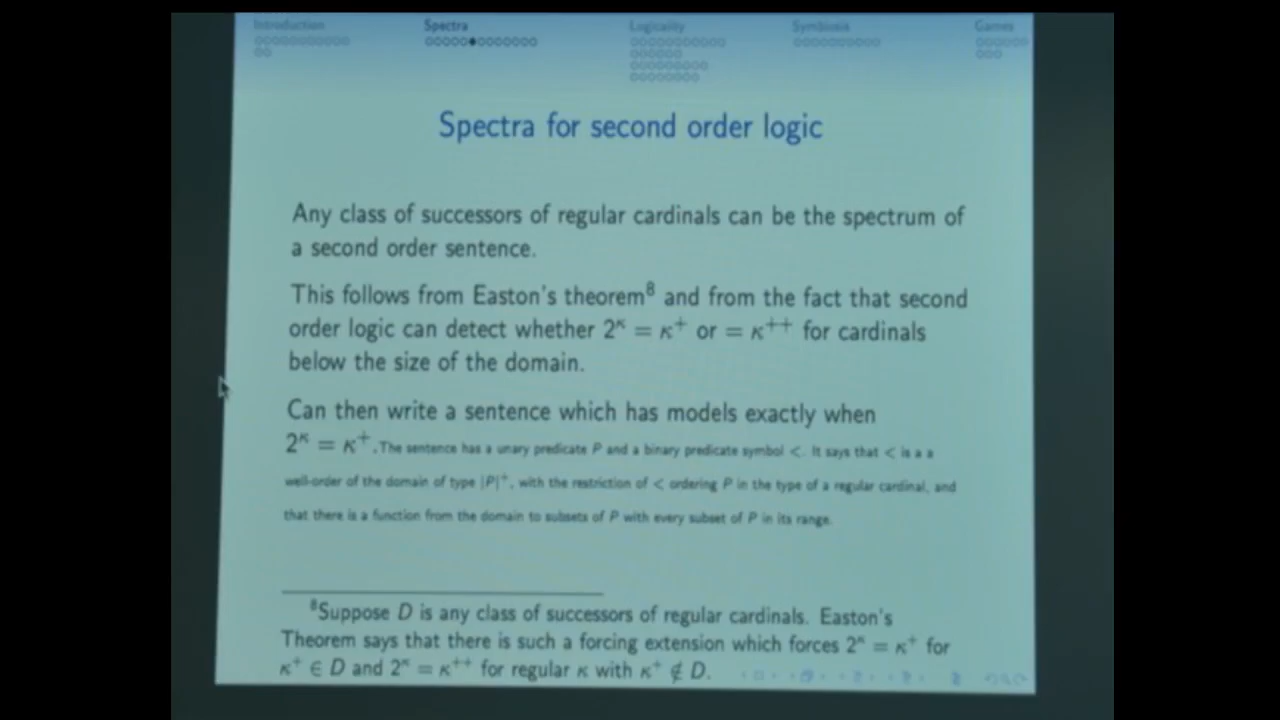 Introduction Spectra Logicality Symbiosis Games
Spectra for second order logic
Any class of successors of regular cardinals can be the spectrum of
a second order sentence.
This follows from Easton's theorem⁸ and from the fact that second
order logic can detect whether 2^κ = κ⁺ or = κ⁺⁺ for cardinals
below the size of the domain.
Can then write a sentence which has models exactly when
2^κ = κ⁺. The sentence has a unary predicate P and a binary predicate symbol <. It says that < is a a
well-order of the domain of type |P|⁺, with the restriction of < ordering P in the type of a regular cardinal, and
that there is a function from the domain to subsets of P with every subset of P in its range.
⁸Suppose D is any class of successors of regular cardinals. Easton's
Theorem says that there is such a forcing extension which forces 2^κ = κ⁺ for
κ⁺ ∈ D and 2^κ = κ⁺⁺ for regular κ with κ⁺ ∉ D.